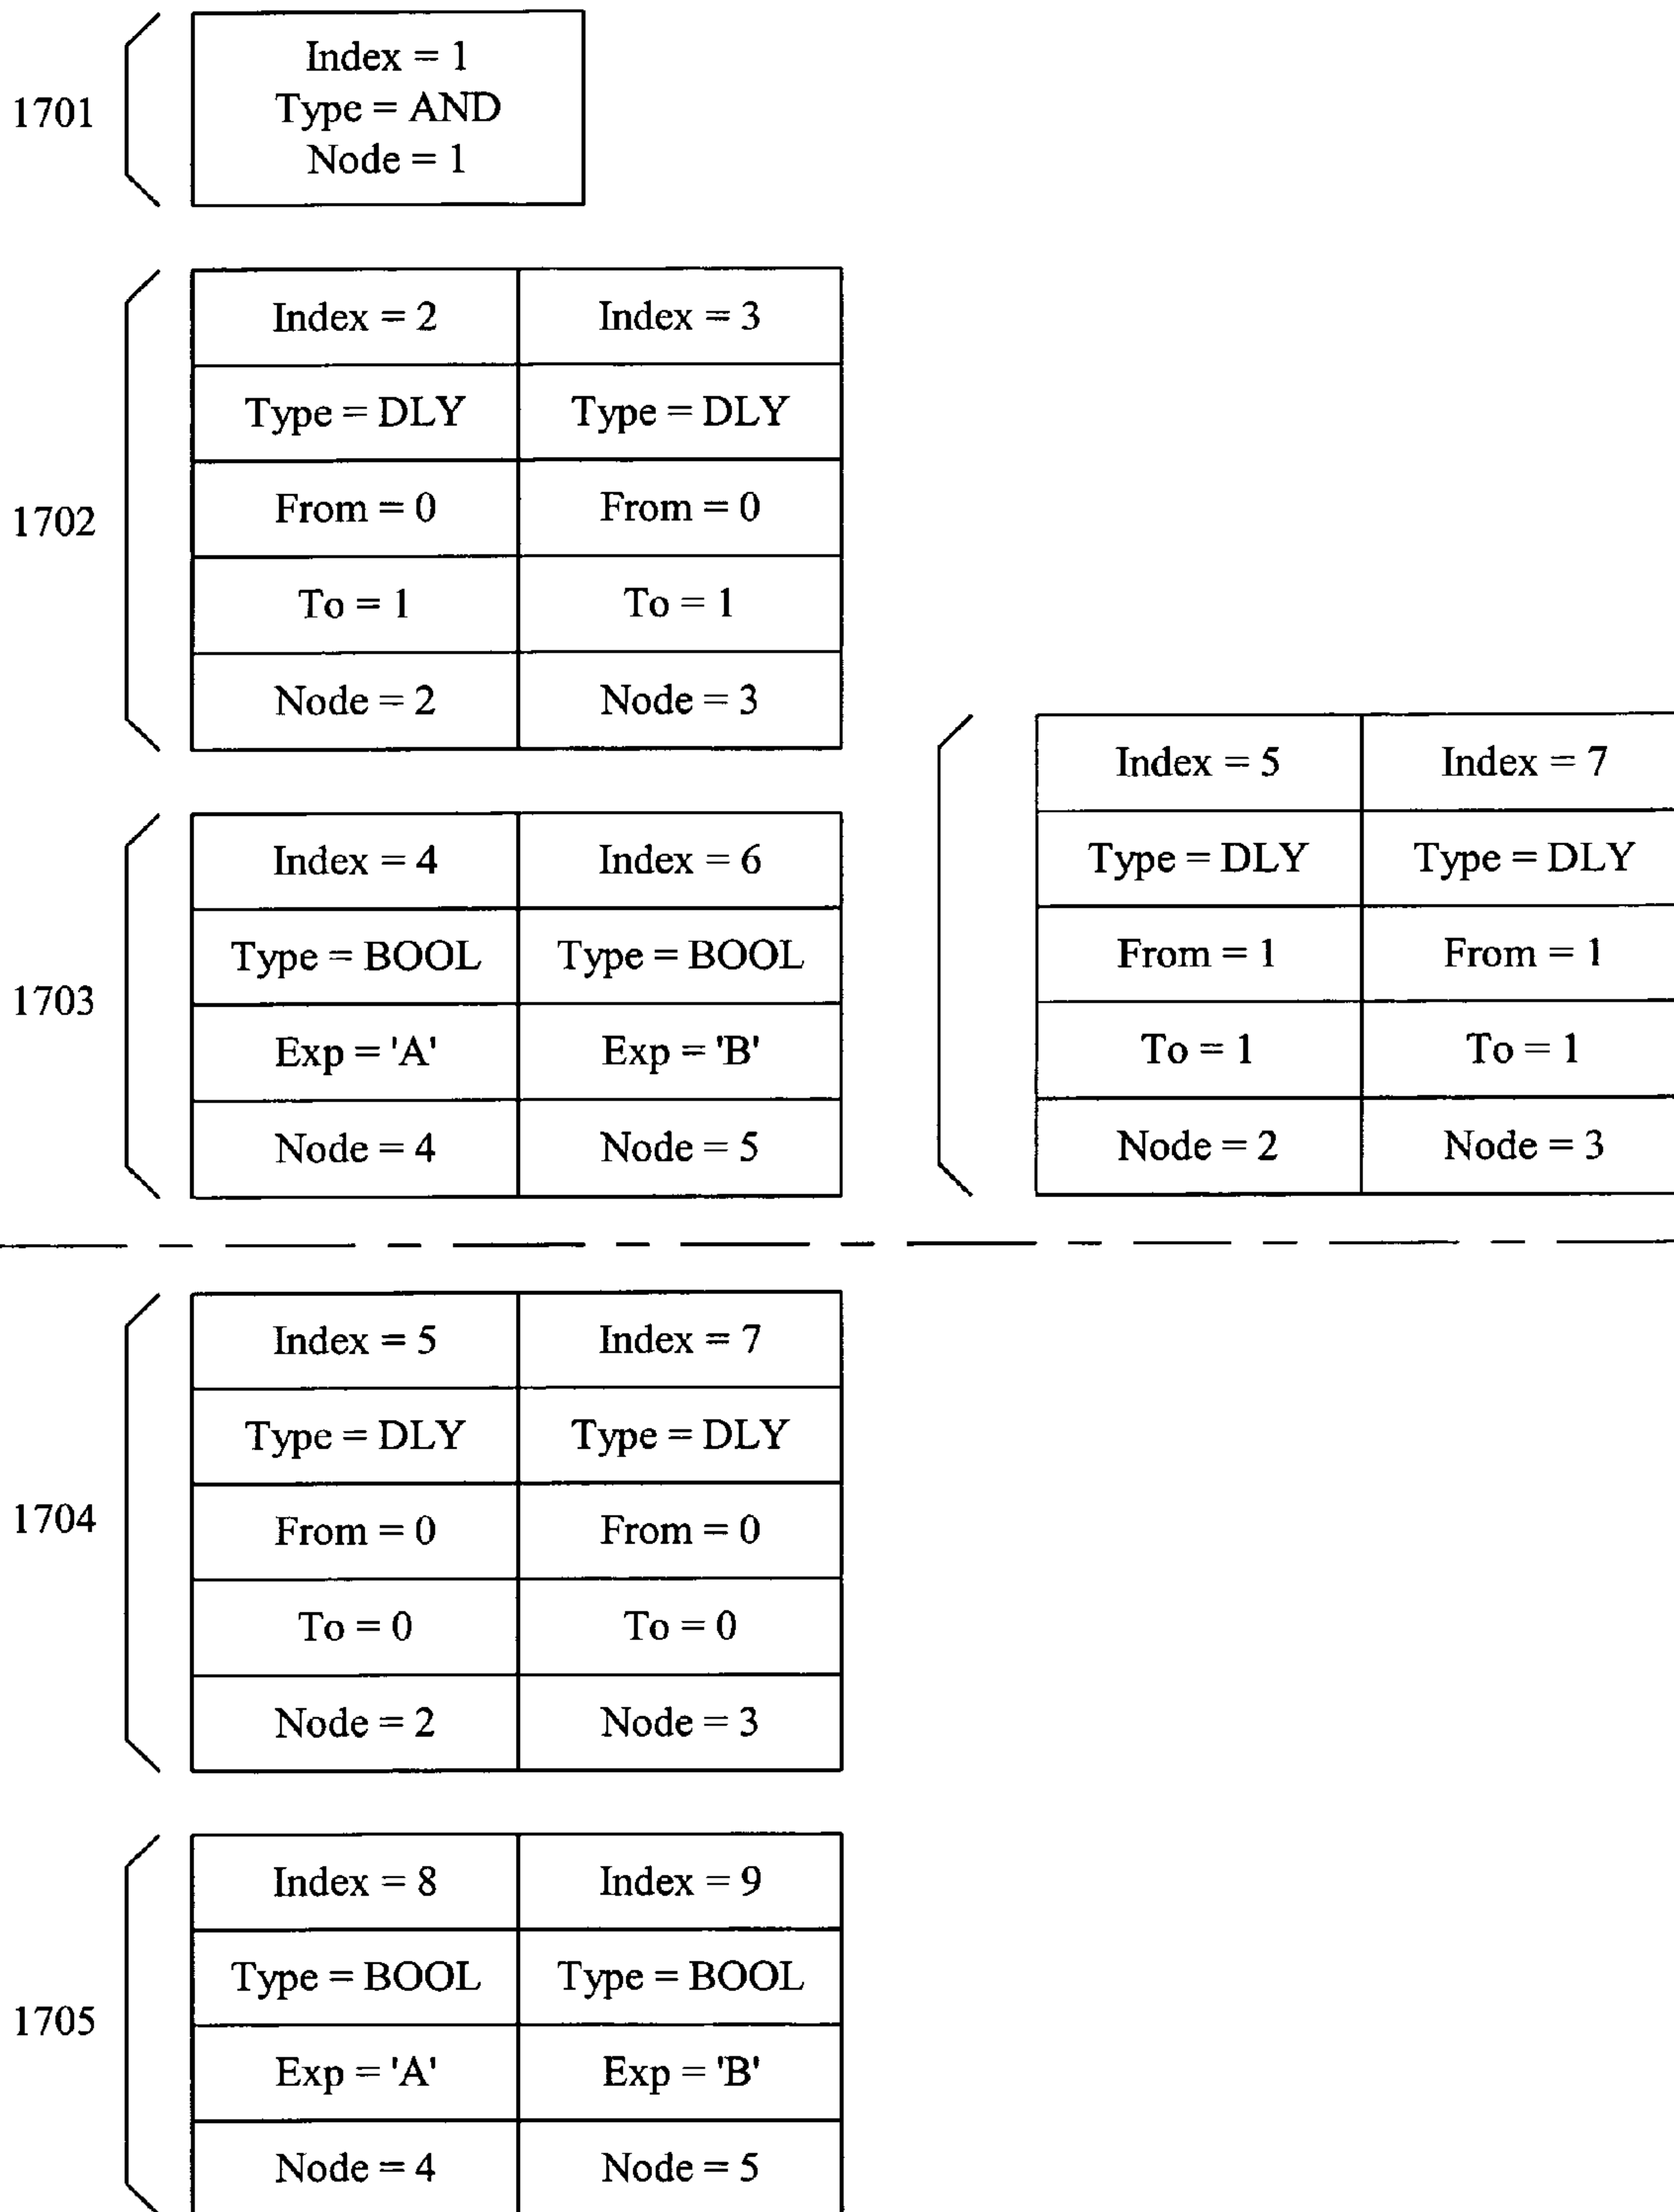 1701
Index = 1
Type = AND
Node = 1
1702
Index = 2 Index = 3
Type = DLY Type = DLY
From = 0 From = 0
To = 1 To = 1
Node = 2 Node = 3
1703
Index = 4 Index = 6
Type = BOOL Type = BOOL
Exp = 'A' Exp = 'B'
Node = 4 Node = 5
Index = 5 Index = 7
Type = DLY Type = DLY
From = 1 From = 1
To = 1 To = 1
Node = 2 Node = 3
1704
Index = 5 Index = 7
Type = DLY Type = DLY
From = 0 From = 0
To = 0 To = 0
Node = 2 Node = 3
1705
Index = 8 Index = 9
Type = BOOL Type = BOOL
Exp = 'A' Exp = 'B'
Node = 4 Node = 5